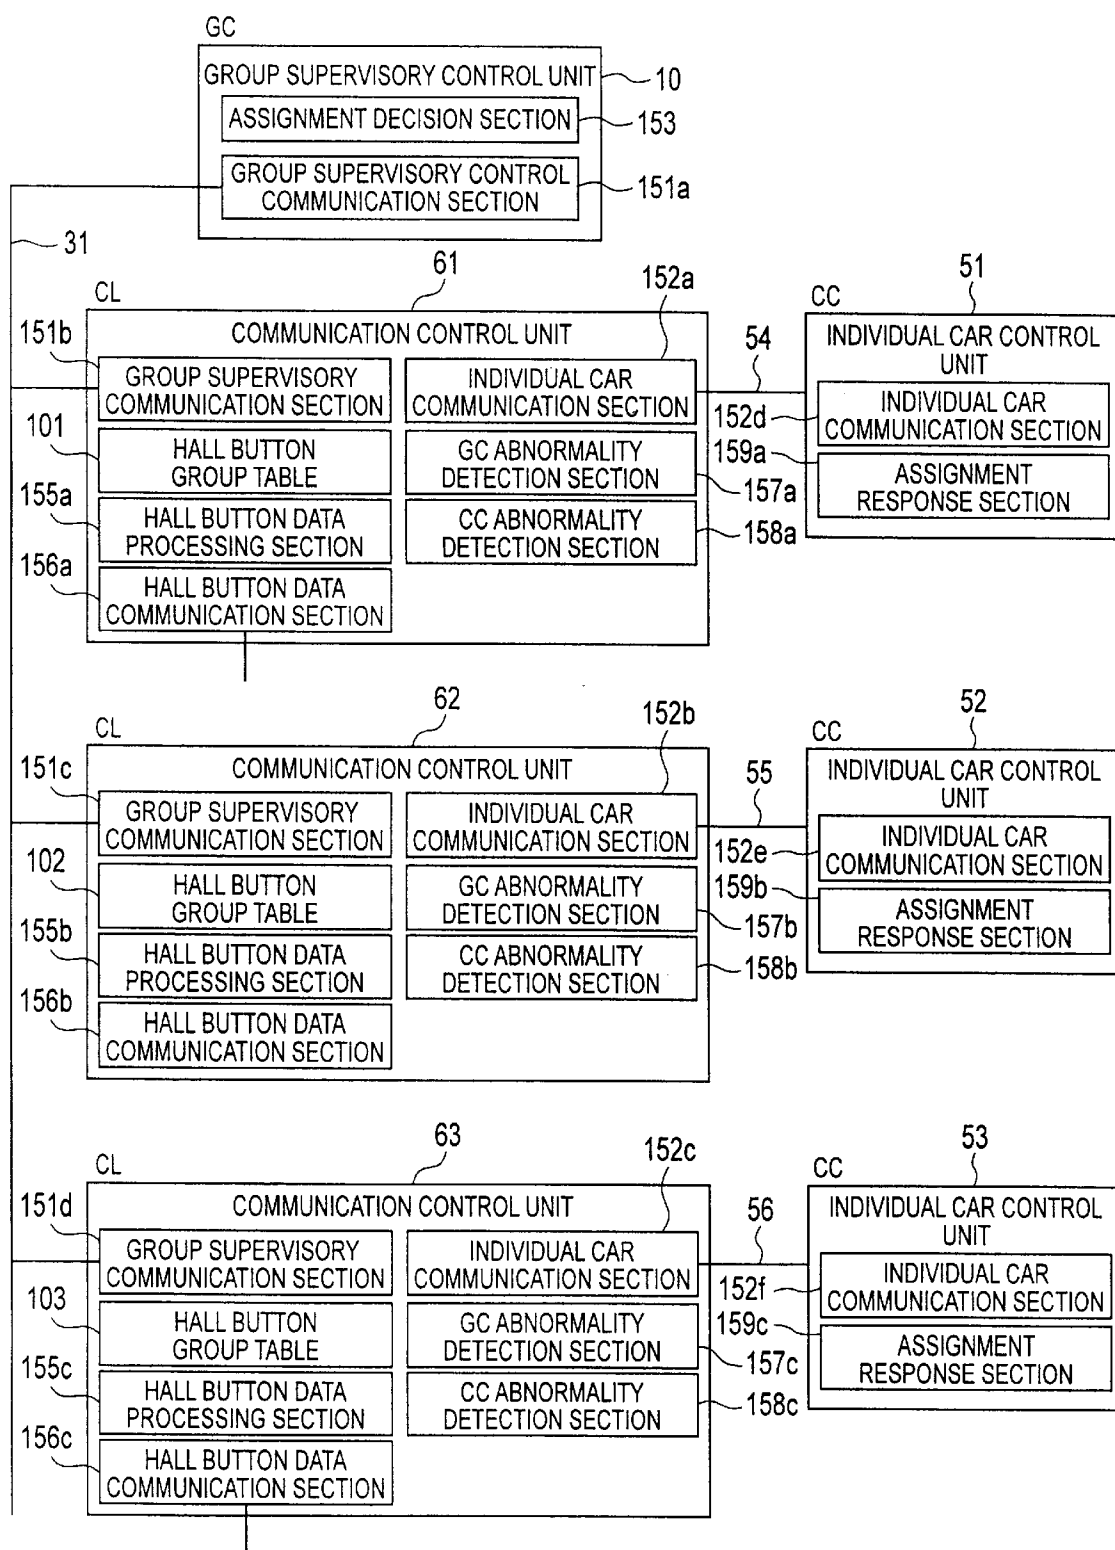 GC
GROUP SUPERVISORY CONTROL UNIT
10
ASSIGNMENT DECISION SECTION
153
GROUP SUPERVISORY CONTROL
COMMUNICATION SECTION
151a
31
CL
61
152a
151b
COMMUNICATION CONTROL UNIT
GROUP SUPERVISORY
COMMUNICATION SECTION
INDIVIDUAL CAR
COMMUNICATION SECTION
101
HALL BUTTON
GROUP TABLE
GC ABNORMALITY
DETECTION SECTION
157a
155a
HALL BUTTON DATA
PROCESSING SECTION
CC ABNORMALITY
DETECTION SECTION
158a
156a
HALL BUTTON DATA
COMMUNICATION SECTION
54
CC
51
INDIVIDUAL CAR CONTROL
UNIT
152d
INDIVIDUAL CAR
COMMUNICATION SECTION
159a
ASSIGNMENT
RESPONSE SECTION
CL
62
152b
151c
COMMUNICATION CONTROL UNIT
GROUP SUPERVISORY
COMMUNICATION SECTION
INDIVIDUAL CAR
COMMUNICATION SECTION
102
HALL BUTTON
GROUP TABLE
GC ABNORMALITY
DETECTION SECTION
157b
155b
HALL BUTTON DATA
PROCESSING SECTION
CC ABNORMALITY
DETECTION SECTION
158b
156b
HALL BUTTON DATA
COMMUNICATION SECTION
55
CC
52
INDIVIDUAL CAR CONTROL
UNIT
152e
INDIVIDUAL CAR
COMMUNICATION SECTION
159b
ASSIGNMENT
RESPONSE SECTION
CL
63
152c
151d
COMMUNICATION CONTROL UNIT
GROUP SUPERVISORY
COMMUNICATION SECTION
INDIVIDUAL CAR
COMMUNICATION SECTION
103
HALL BUTTON
GROUP TABLE
GC ABNORMALITY
DETECTION SECTION
157c
155c
HALL BUTTON DATA
PROCESSING SECTION
CC ABNORMALITY
DETECTION SECTION
158c
156c
HALL BUTTON DATA
COMMUNICATION SECTION
56
CC
53
INDIVIDUAL CAR CONTROL
UNIT
152f
INDIVIDUAL CAR
COMMUNICATION SECTION
159c
ASSIGNMENT
RESPONSE SECTION